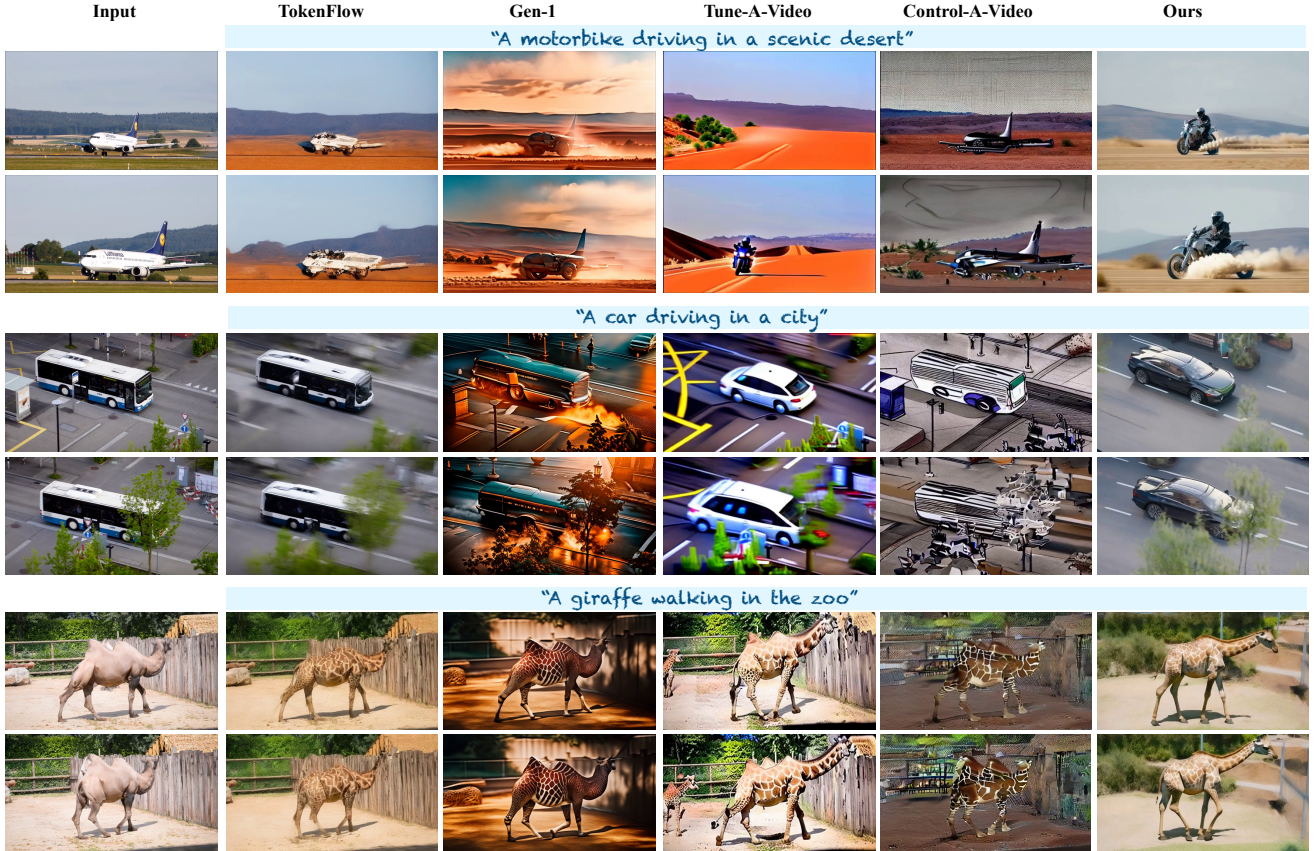 Input TokenFlow Gen-1 Tune-A-Video Control-A-Video Ours
“A motorbike driving in a scenic desert”
Lufthansa
“A car driving in a city”
“A giraffe walking in the zoo”